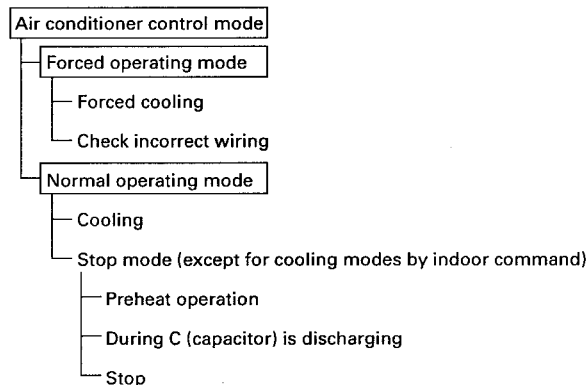 Air conditioner control mode
Forced operating mode
Forced cooling
Check incorrect wiring
Normal operating mode
Cooling
Stop mode (except for cooling modes by indoor command)
Preheat operation
During C (capacitor) is discharging
Stop